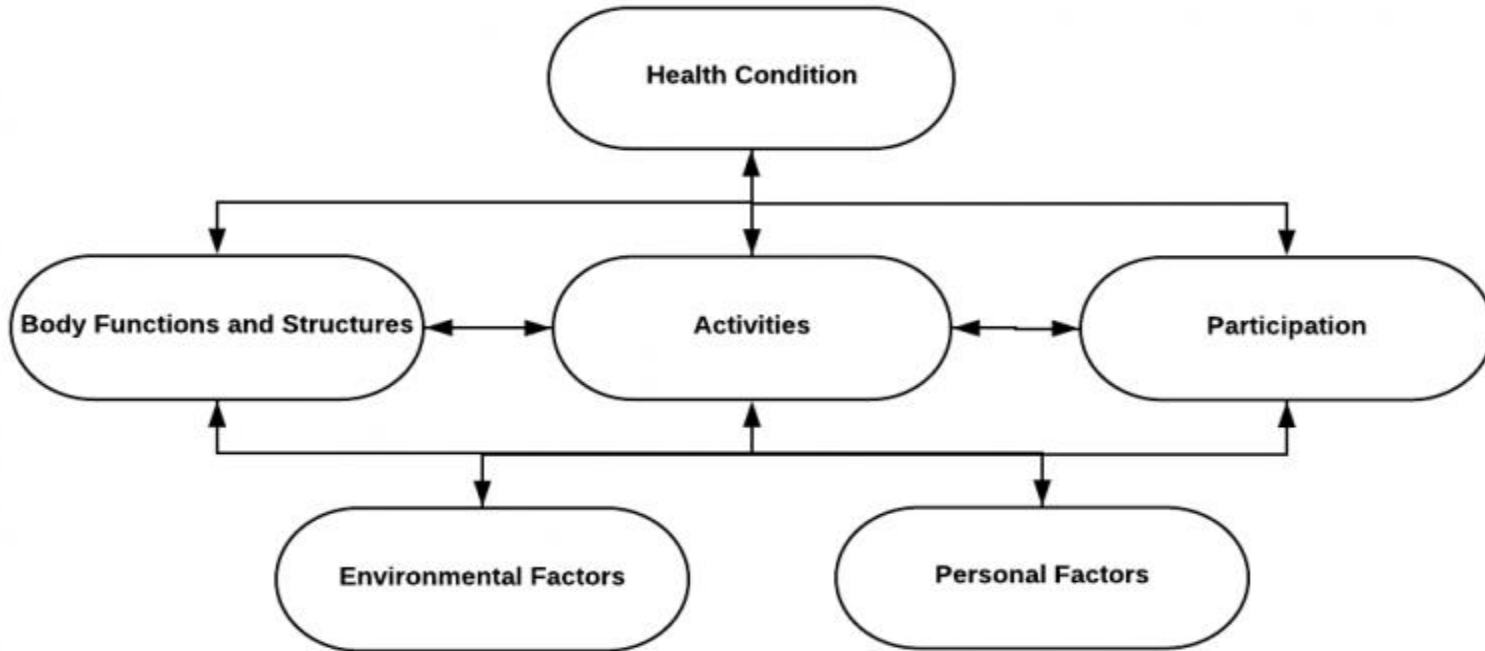 Health Condition
Body Functions and Structures
Activities
Participation
Environmental Factors
Personal Factors